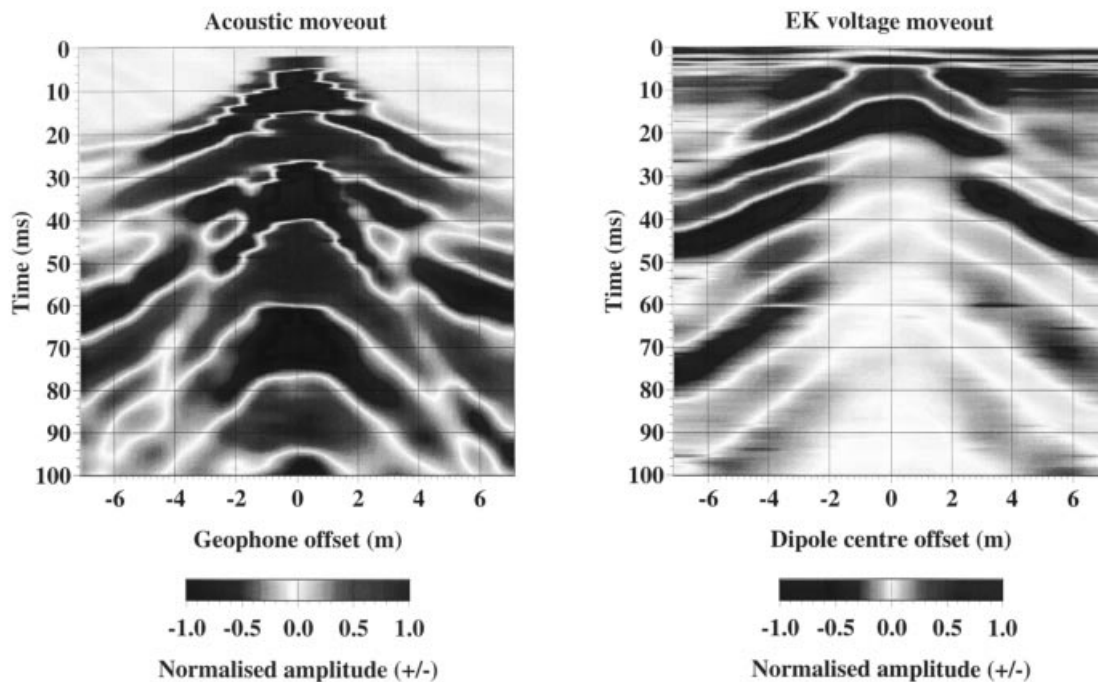 Acoustic moveout
0
10
20
30
40
50
60
70
80
90
100
Time (ms)
-6 -4 -2 0 2 4 6
Geophone offset (m)
-1.0 -0.5 0.0 0.5 1.0
Normalised amplitude (+/-)
EK voltage moveout
0
10
20
30
40
50
60
70
80
90
100
Time (ms)
-6 -4 -2 0 2 4 6
Dipole centre offset (m)
-1.0 -0.5 0.0 0.5 1.0
Normalised amplitude (+/-)